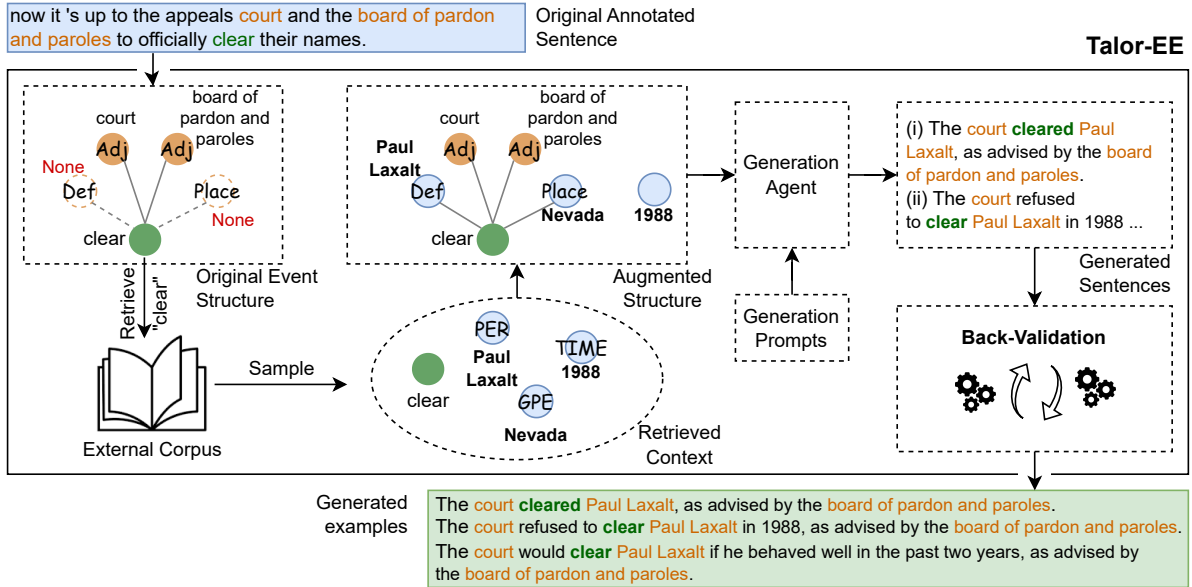 now it 's up to the appeals court and the board of pardon
and paroles to officially clear their names.
Original Annotated
Sentence
Talor-EE
court
board of
pardon and
paroles
Adj
Adj
None
Def
Place
None
clear
Original Event
Structure
Retrieve
"clear"
External Corpus
Sample
court
board of
pardon and
paroles
Paul
Laxalt
Adj
Adj
Def
Place
Nevada
1988
clear
Augmented
Structure
PER
Paul
Laxalt
TIME
1988
clear
GPE
Nevada
Retrieved
Context
Generation
Agent
Generation
Prompts
(i) The court cleared Paul
Laxalt, as advised by the board
of pardon and paroles.
(ii) The court refused
to clear Paul Laxalt in 1988 ...
Generated
Sentences
Back-Validation
Generated
examples
The court cleared Paul Laxalt, as advised by the board of pardon and paroles.
The court refused to clear Paul Laxalt in 1988, as advised by the board of pardon and paroles.
The court would clear Paul Laxalt if he behaved well in the past two years, as advised by
the board of pardon and paroles.